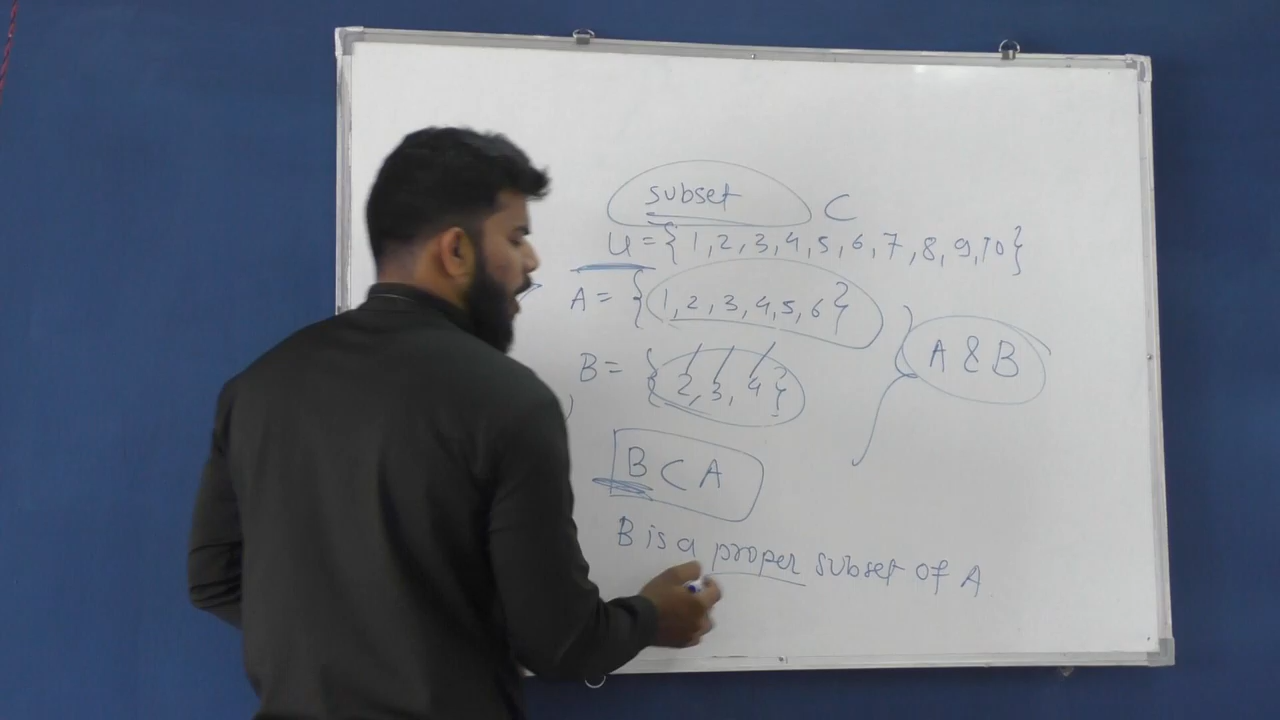 subset ⊂
U = { 1, 2, 3, 4, 5, 6, 7, 8, 9, 10 }
A = { 1, 2, 3, 4, 5, 6 }
B = { 2, 3, 4 }
A & B
B ⊂ A
B is a proper subset of A